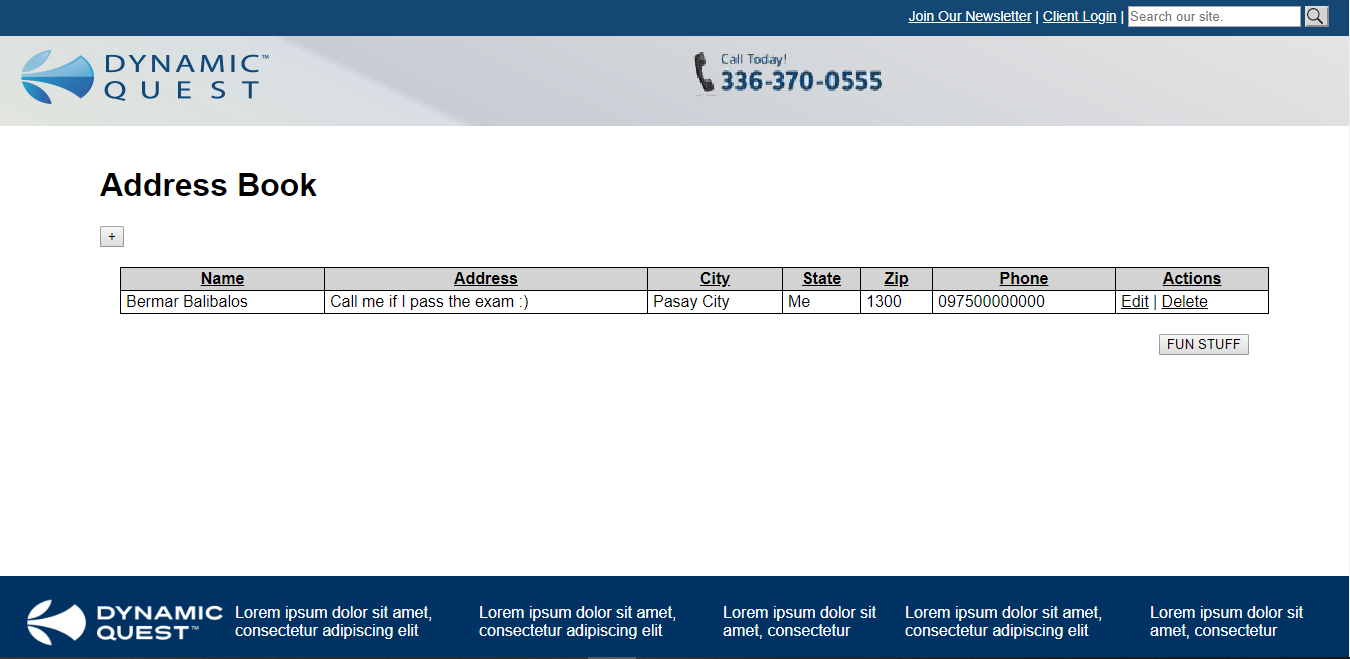 Join Our Newsletter | Client Login | Search our site.
DYNAMIC™
QUEST
Call Today!
336-370-0555
Address Book
+
Name Address City State Zip Phone Actions
Bermar Balibalos Call me if I pass the exam :) Pasay City Me 1300 097500000000 Edit | Delete
FUN STUFF
DYNAMIC
QUEST™
Lorem ipsum dolor sit amet,
consectetur adipiscing elit
Lorem ipsum dolor sit amet,
consectetur adipiscing elit
Lorem ipsum dolor sit
amet, consectetur
Lorem ipsum dolor sit amet,
consectetur adipiscing elit
Lorem ipsum dolor sit
amet, consectetur